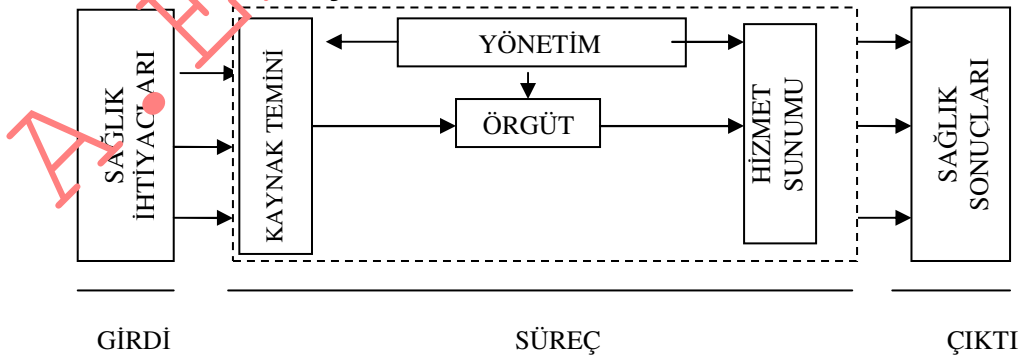 SAĞLIK
İHTİYAÇLARI
KAYNAK TEMİNİ
YÖNETİM
ÖRGÜT
HİZMET
SUNUMU
SAĞLIK
SONUÇLARI
GİRDİ
SÜREÇ
ÇIKTI